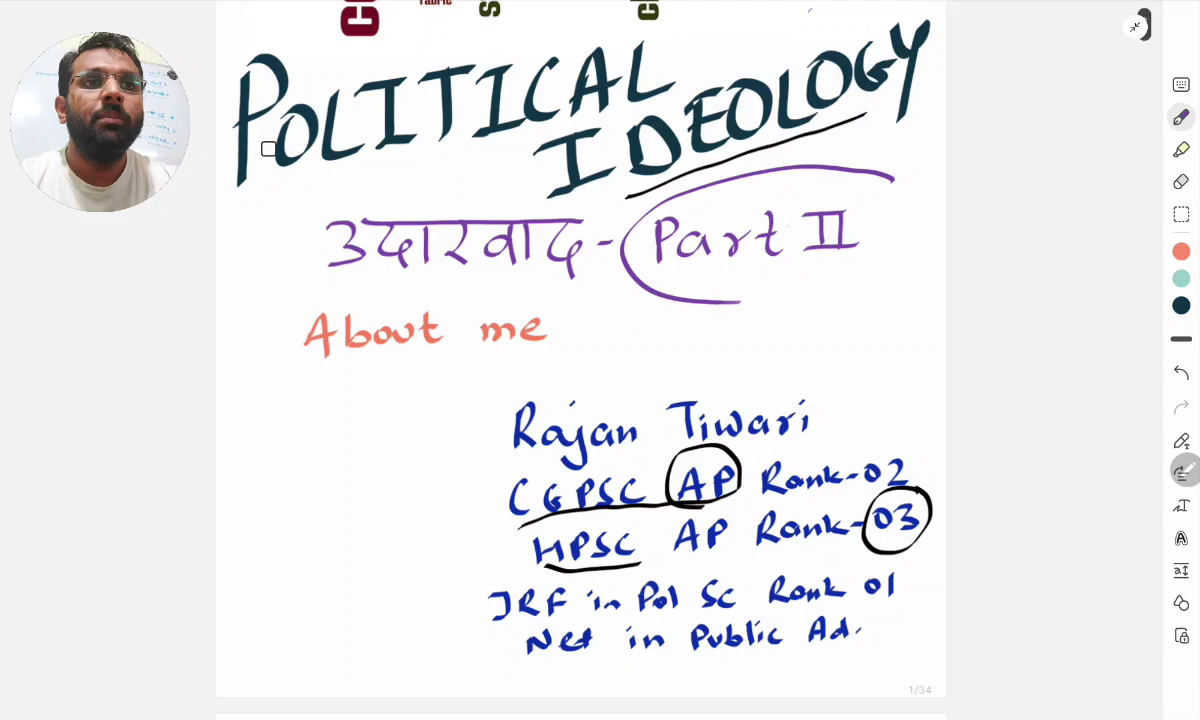 Fabric
POLITICAL
IDEOLOGY
उदारवाद - Part II
About me
Rajan Tiwari
CGPSC AP Rank-02
HPSC AP Rank-03
JRF in Pol Sc Rank 01
Net in Public Ad.
1/34